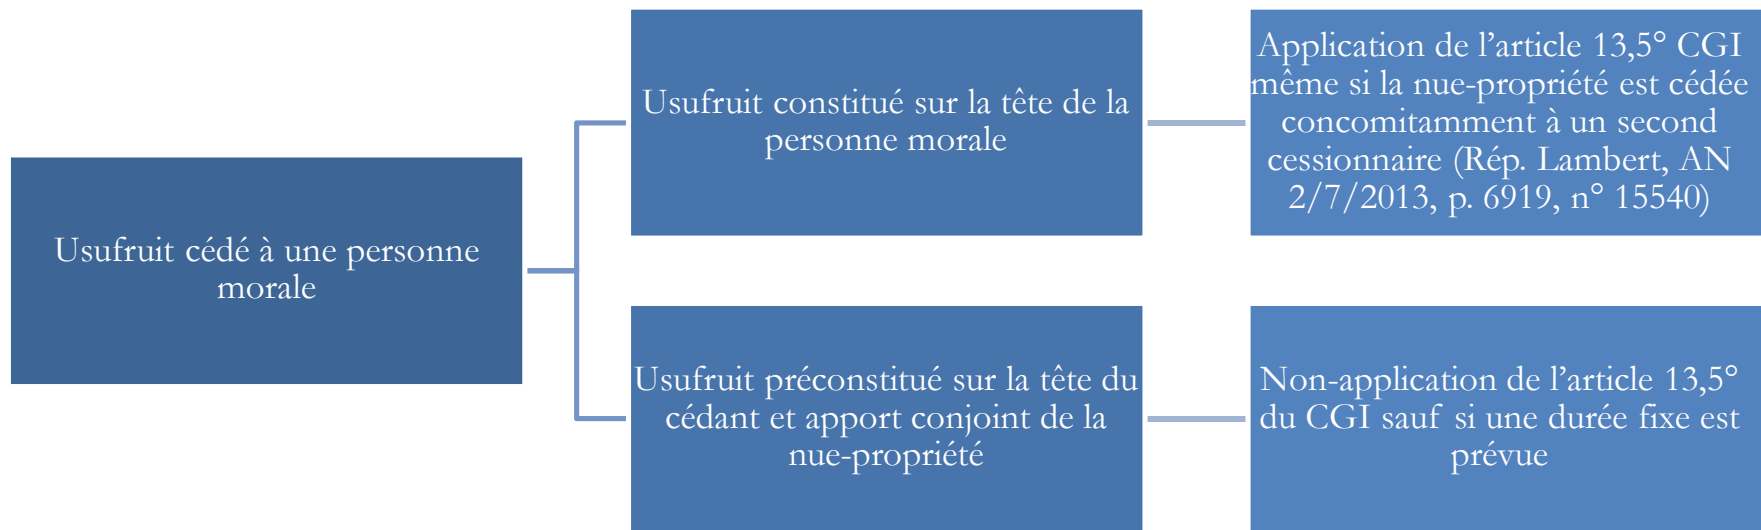 Usufruit cédé à une personne
morale
Usufruit constitué sur la tête de la
personne morale
Application de l’article 13,5° CGI
même si la nue-propriété est cédée
concomitamment à un second
cessionnaire (Rép. Lambert, AN
2/7/2013, p. 6919, n° 15540)
Usufruit préconstitué sur la tête du
cédant et apport conjoint de la
nue-propriété
Non-application de l’article 13,5°
du CGI sauf si une durée fixe est
prévue